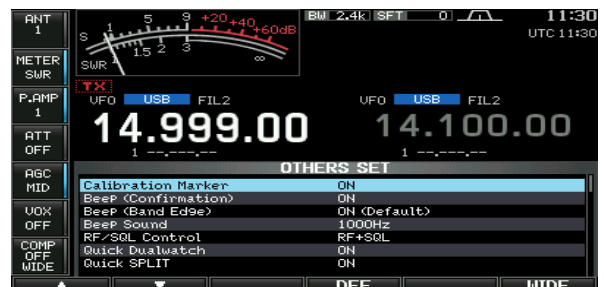 ANT 1
5 9 +20 +40 +60dB
S
BW 2.4k SFT 0
11:30
UTC 11:30
METER SWR
SWR 1 1.5 2 3 ∞
TX
P.AMP 1
VFO USB FIL2
VFO USB FIL2
14.999.00
14.100.00
1 --.---.--
1 --.---.--
ATT OFF
AGC MID
VOX OFF
COMP OFF WIDE
OTHERS SET
Calibration Marker ON
Beep (Confirmation) ON
Beep (Band Edge) ON (Default)
Beep Sound 1000Hz
RF/SQL Control RF+SQL
Quick Dualwatch ON
Quick SPLIT ON
▲ ▼ DEF WIDE